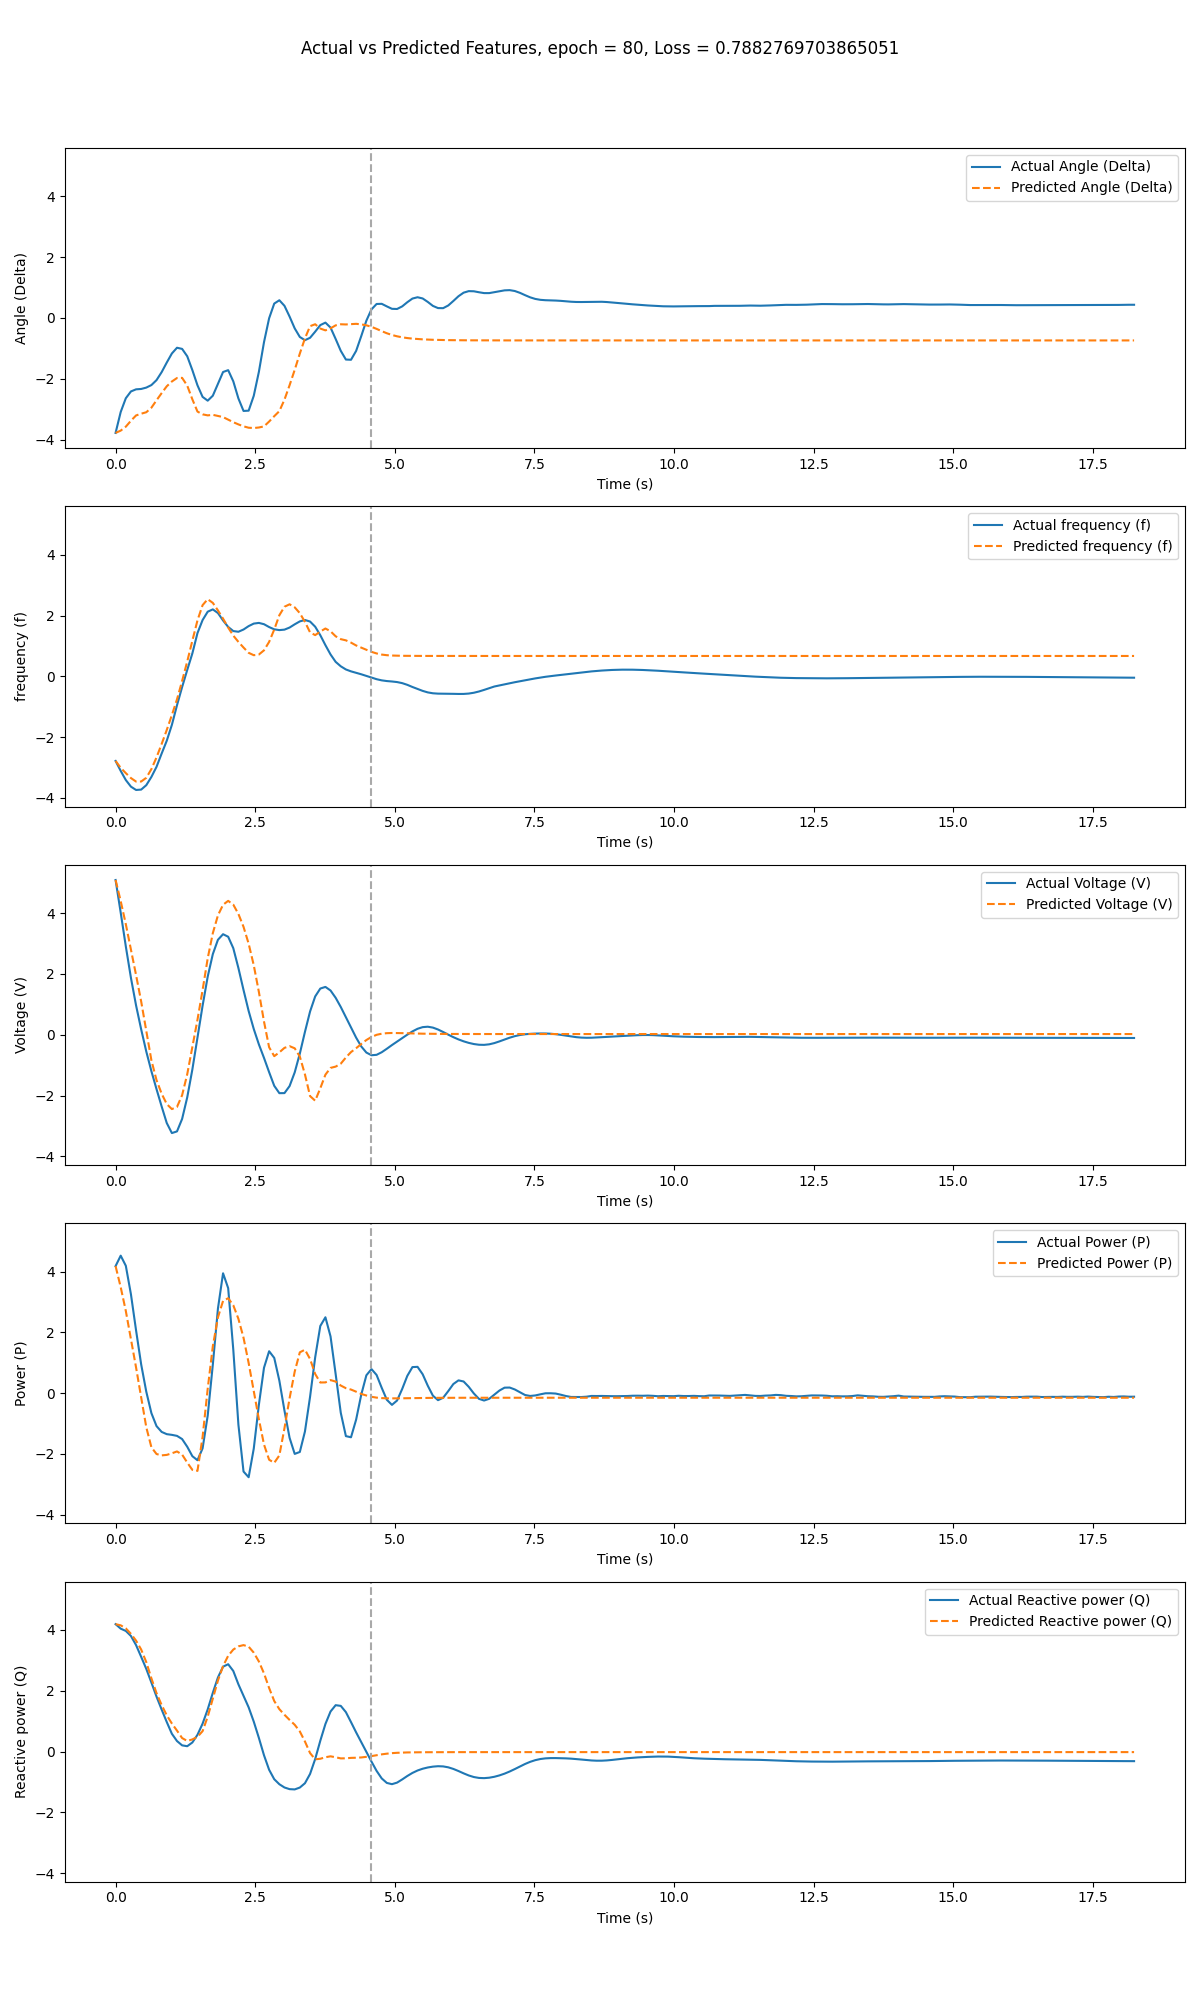 Actual vs Predicted Features, epoch = 80, Loss = 0.7882769703865051
Actual Angle (Delta)
Predicted Angle (Delta)
Angle (Delta)
4
2
0
−2
−4
0.0 2.5 5.0 7.5 10.0 12.5 15.0 17.5
Time (s)
Actual frequency (f)
Predicted frequency (f)
frequency (f)
4
2
0
−2
−4
0.0 2.5 5.0 7.5 10.0 12.5 15.0 17.5
Time (s)
Actual Voltage (V)
Predicted Voltage (V)
Voltage (V)
4
2
0
−2
−4
0.0 2.5 5.0 7.5 10.0 12.5 15.0 17.5
Time (s)
Actual Power (P)
Predicted Power (P)
Power (P)
4
2
0
−2
−4
0.0 2.5 5.0 7.5 10.0 12.5 15.0 17.5
Time (s)
Actual Reactive power (Q)
Predicted Reactive power (Q)
Reactive power (Q)
4
2
0
−2
−4
0.0 2.5 5.0 7.5 10.0 12.5 15.0 17.5
Time (s)